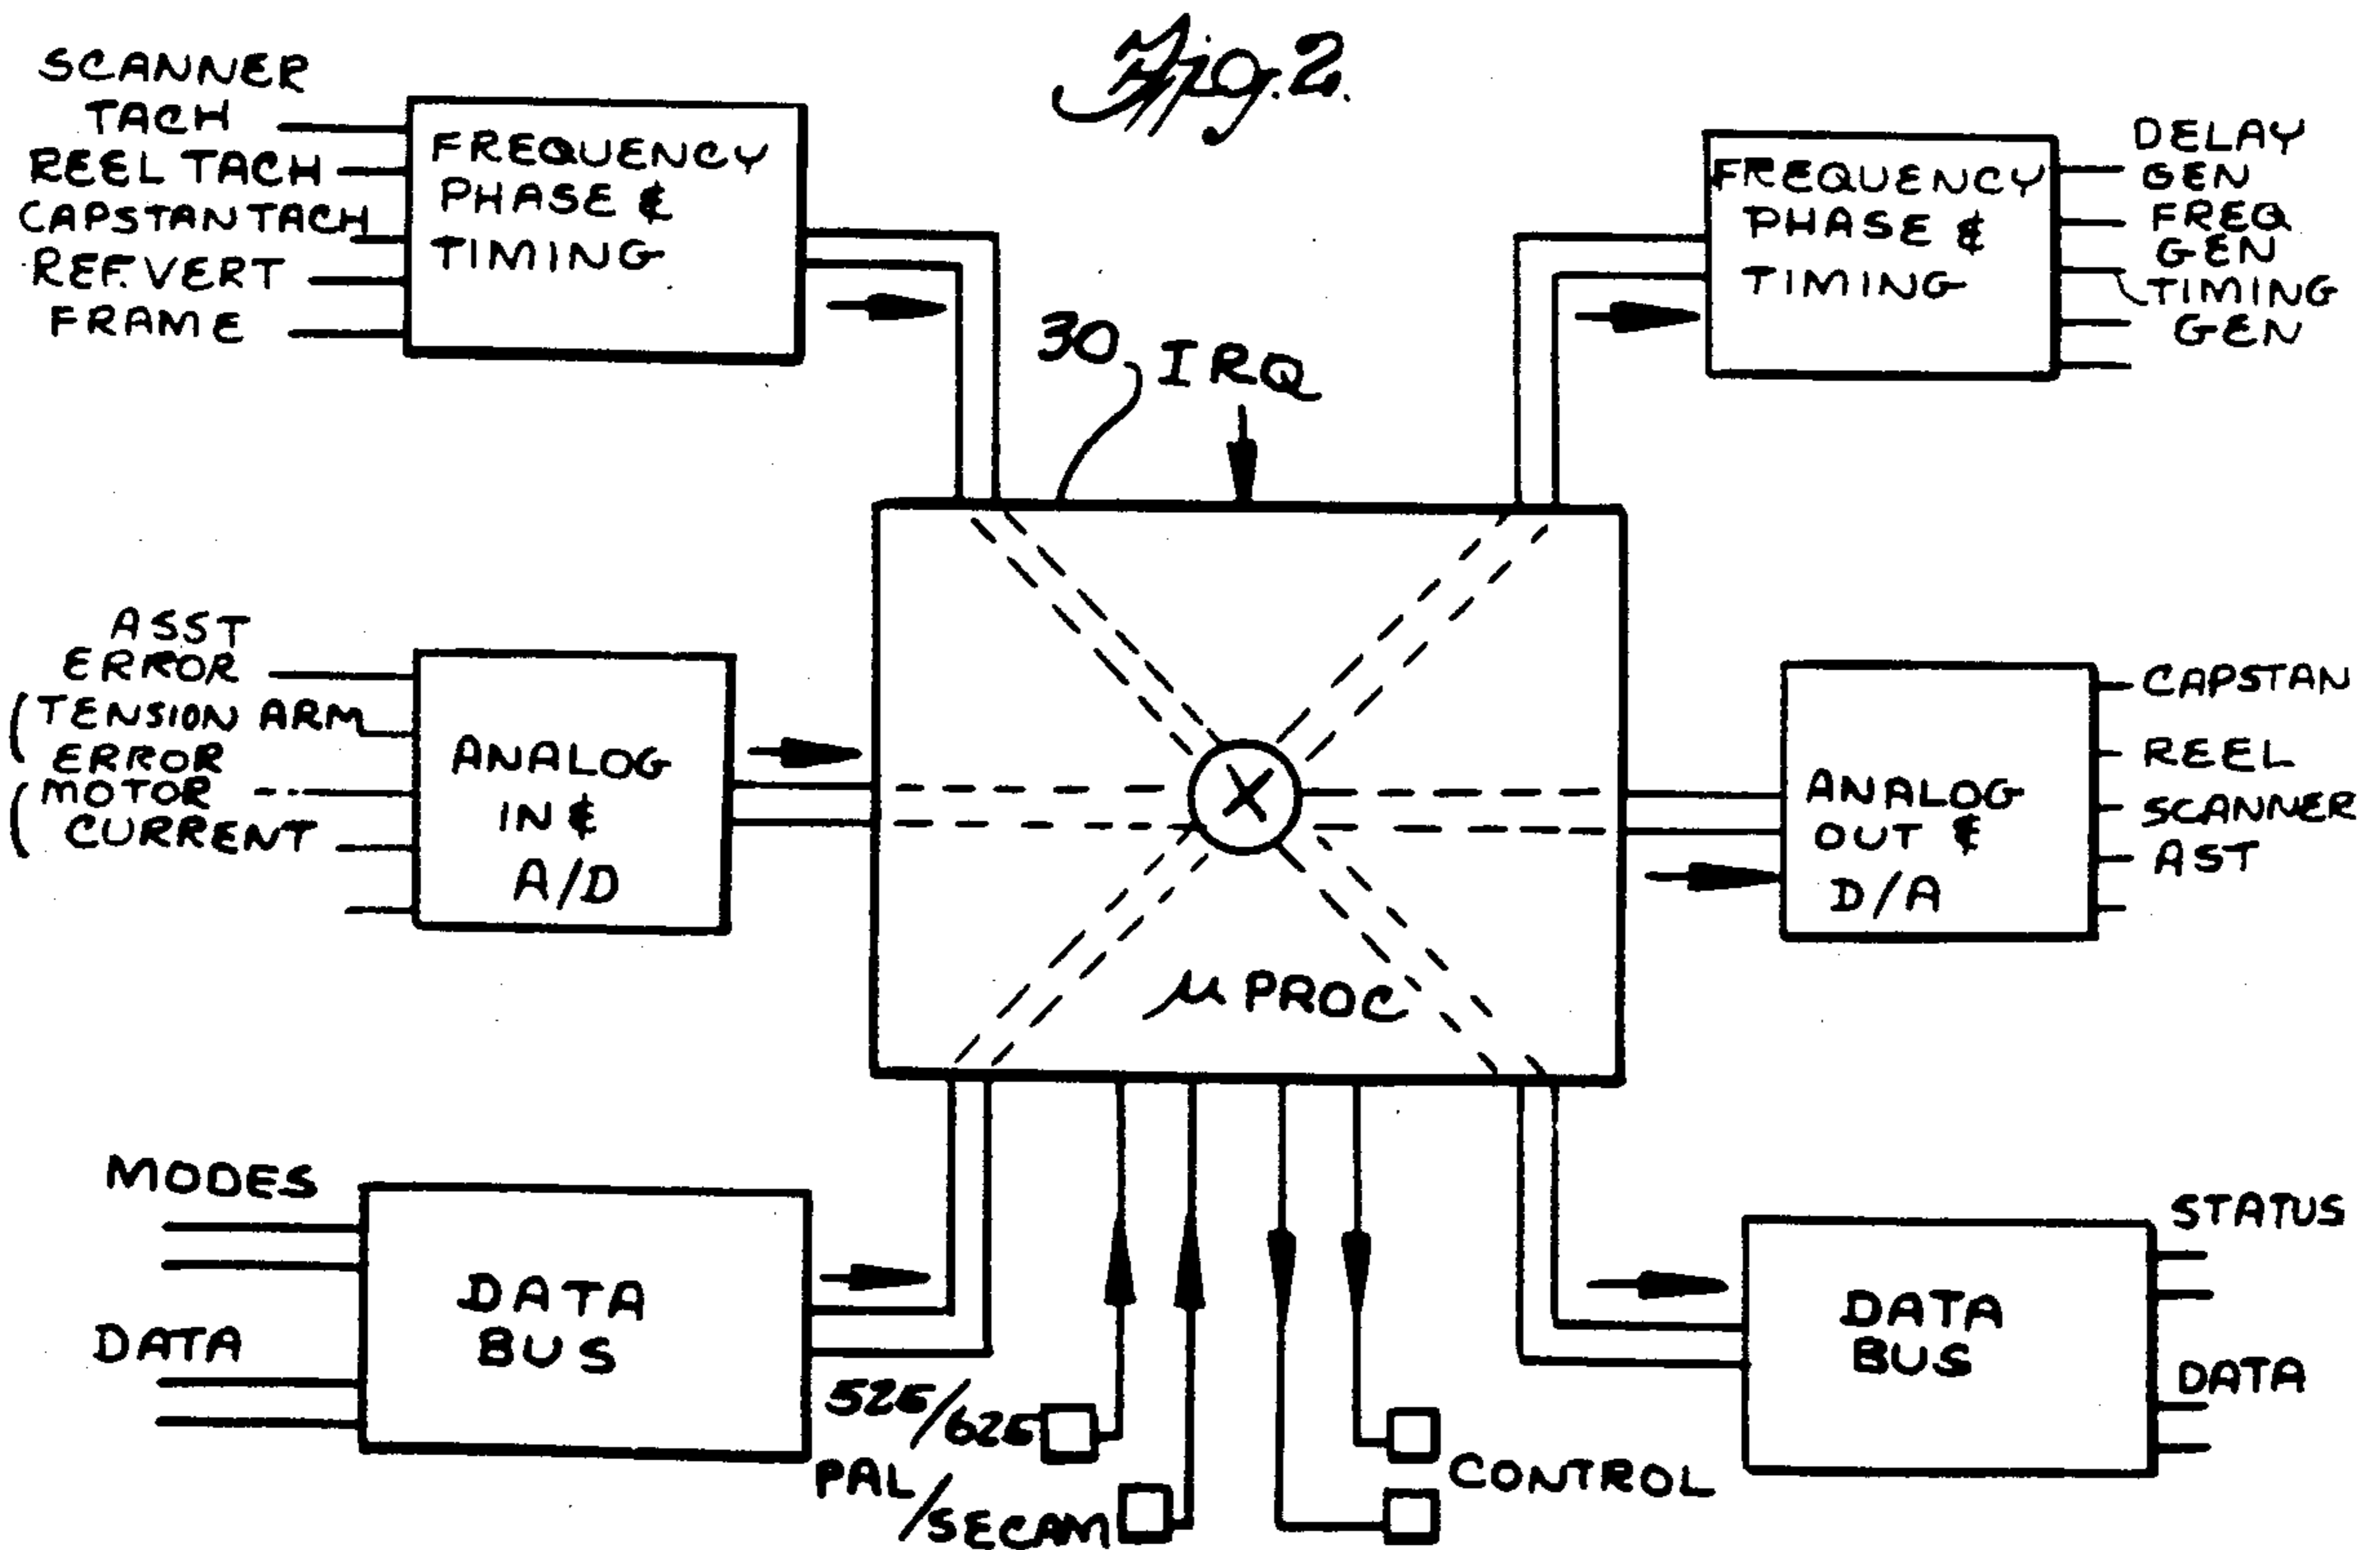 Fig. 2.
SCANNER
TACH
REEL TACH
CAPSTAN TACH
REF. VERT
FRAME
FREQUENCY
PHASE &
TIMING
30
IRQ
FREQUENCY
PHASE &
TIMING
DELAY
GEN
FREQ
GEN
TIMING
GEN
ASST
ERROR
(TENSION ARM
ERROR
(MOTOR
CURRENT
ANALOG
IN &
A/D
X
μ PROC
ANALOG
OUT &
D/A
CAPSTAN
REEL
SCANNER
AST
MODES
DATA
DATA
BUS
525/625
PAL
/SECAM
CONTROL
DATA
BUS
STATUS
DATA